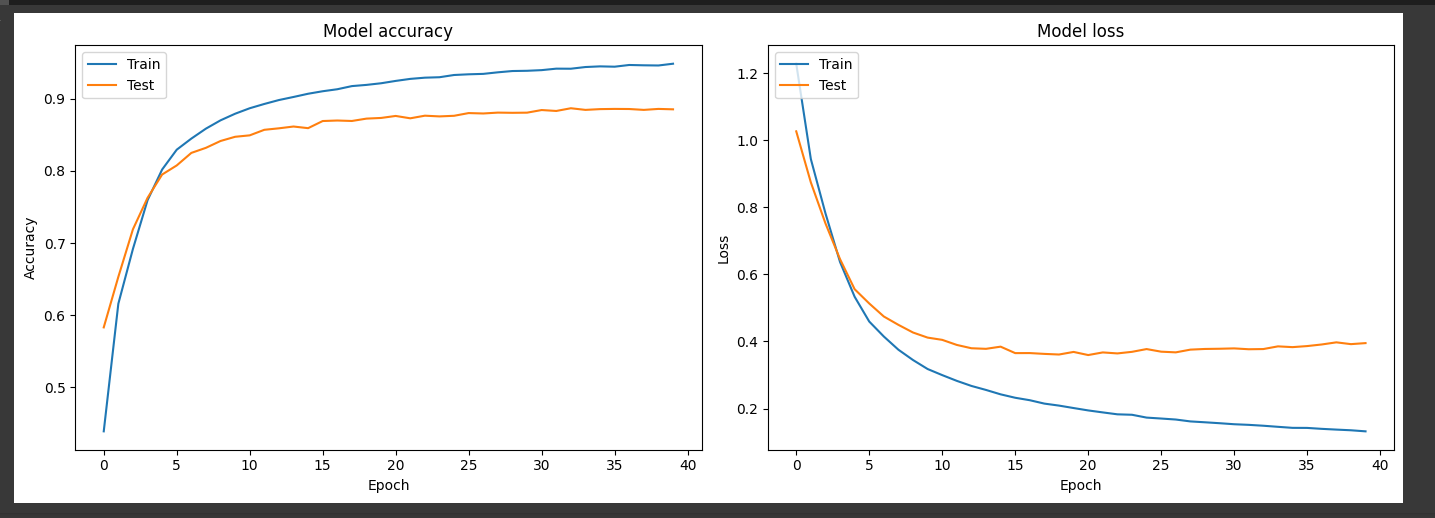 Model accuracy
Train
Test
0.9
0.8
0.7
0.6
0.5
Accuracy
0 5 10 15 20 25 30 35 40
Epoch
Model loss
Train
Test
1.2
1.0
0.8
0.6
0.4
0.2
Loss
0 5 10 15 20 25 30 35 40
Epoch